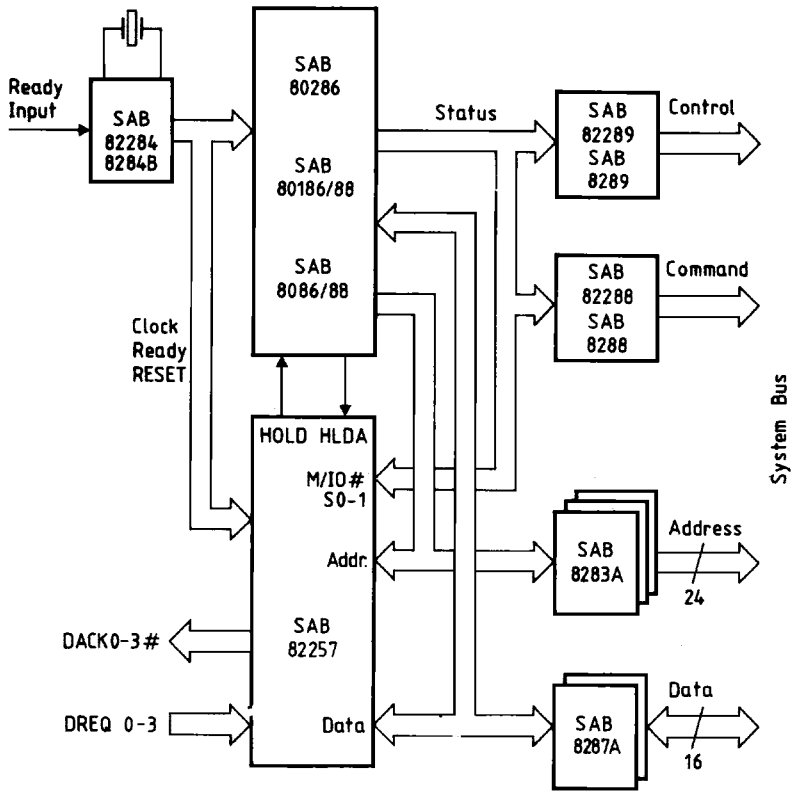 Ready
Input
SAB
82284
8284B
SAB
80286
SAB
80186/88
SAB
8086/88
Status
SAB
82289
SAB
8289
Control
SAB
82288
SAB
8288
Command
Clock
Ready
RESET
HOLD HLDA
M/IO#
S0-1
Addr.
SAB
82257
Data
DACK0-3#
DREQ 0-3
SAB
8283A
Address
24
SAB
8287A
Data
16
System Bus